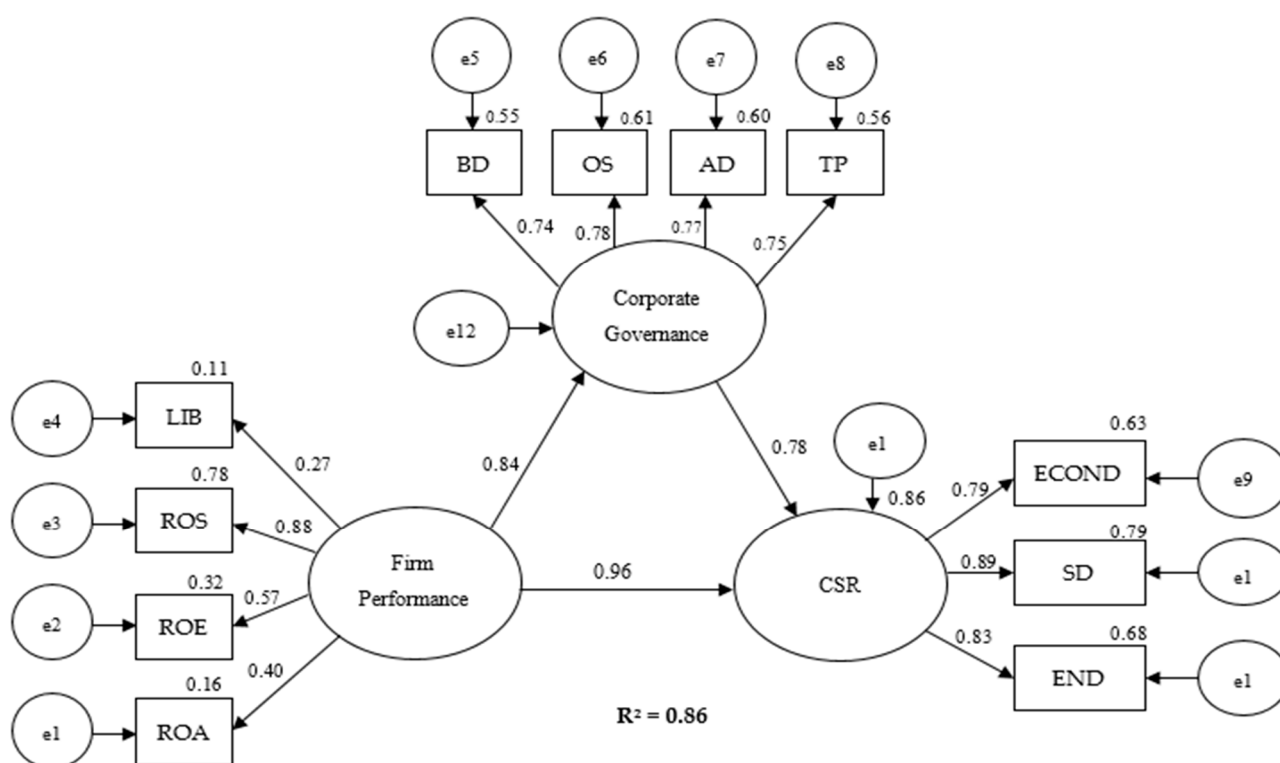 e5
e6
e7
e8
0.55
0.61
0.60
0.56
BD
OS
AD
TP
0.74
0.78
0.77
0.75
Corporate
Governance
e12
0.11
e4
LIB
0.27
0.84
0.78
e1
0.86
0.63
ECOND
e9
0.79
0.78
e3
ROS
0.88
Firm
Performance
0.96
CSR
0.79
0.89
SD
e1
0.32
e2
ROE
0.57
0.83
0.68
END
e1
0.40
0.16
e1
ROA
R² = 0.86